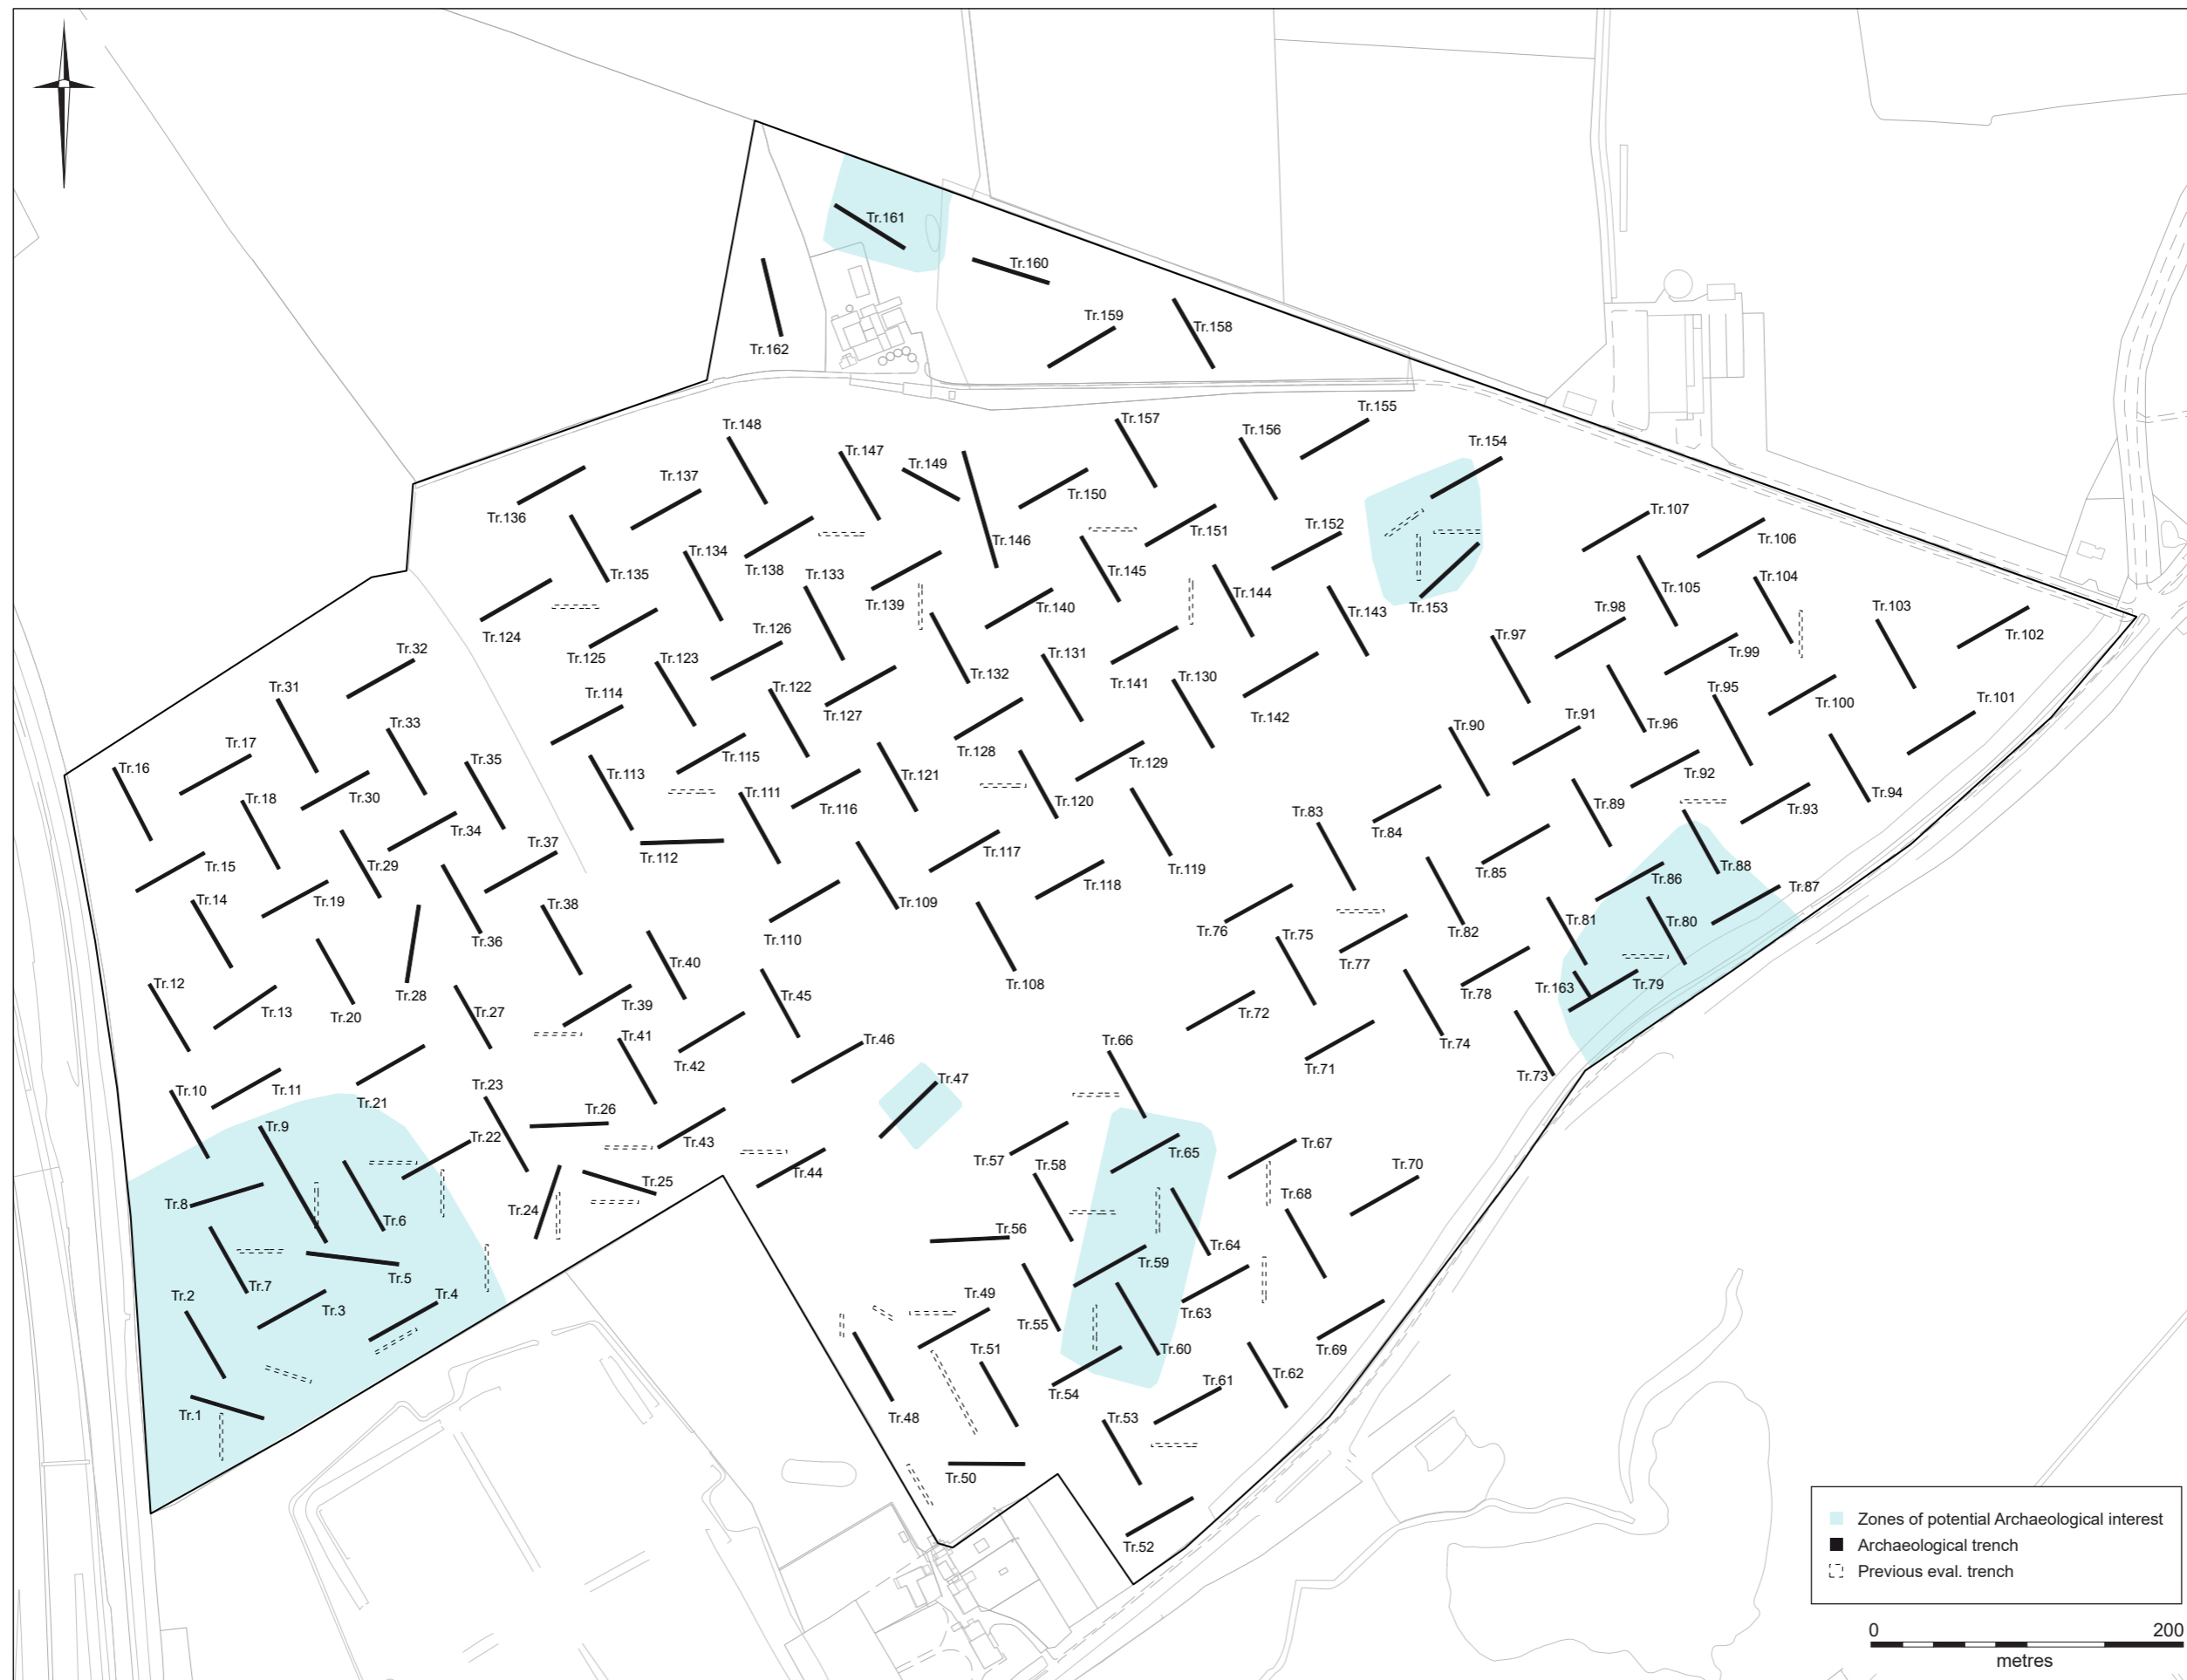 Tr.161
Tr.160
Tr.159
Tr.158
Tr.162
Tr.157
Tr.155
Tr.148
Tr.156
Tr.154
Tr.147
Tr.149
Tr.137
Tr.150
Tr.136
Tr.107
Tr.151
Tr.152
Tr.106
Tr.146
Tr.134
Tr.138
Tr.135
Tr.133
Tr.145
Tr.104
Tr.105
Tr.144
Tr.139
Tr.140
Tr.153
Tr.98
Tr.103
Tr.143
Tr.124
Tr.126
Tr.97
Tr.102
Tr.32
Tr.125
Tr.123
Tr.131
Tr.99
Tr.141
Tr.132
Tr.130
Tr.31
Tr.122
Tr.95
Tr.114
Tr.101
Tr.100
Tr.127
Tr.142
Tr.91
Tr.33
Tr.90
Tr.96
Tr.17
Tr.128
Tr.115
Tr.35
Tr.16
Tr.129
Tr.113
Tr.121
Tr.92
Tr.111
Tr.94
Tr.18
Tr.30
Tr.120
Tr.116
Tr.89
Tr.83
Tr.93
Tr.34
Tr.84
Tr.37
Tr.117
Tr.112
Tr.29
Tr.15
Tr.119
Tr.88
Tr.85
Tr.86
Tr.118
Tr.87
Tr.14
Tr.19
Tr.109
Tr.38
Tr.81
Tr.80
Tr.76
Tr.82
Tr.75
Tr.36
Tr.110
Tr.77
Tr.40
Tr.12
Tr.108
Tr.163
Tr.79
Tr.78
Tr.28
Tr.45
Tr.39
Tr.13
Tr.20
Tr.27
Tr.72
Tr.41
Tr.46
Tr.66
Tr.74
Tr.42
Tr.71
Tr.73
Tr.47
Tr.23
Tr.11
Tr.10
Tr.21
Tr.26
Tr.9
Tr.22
Tr.43
Tr.67
Tr.65
Tr.57
Tr.70
Tr.44
Tr.58
Tr.25
Tr.68
Tr.8
Tr.24
Tr.6
Tr.56
Tr.64
Tr.59
Tr.5
Tr.7
Tr.49
Tr.4
Tr.2
Tr.3
Tr.63
Tr.55
Tr.51
Tr.60
Tr.69
Tr.62
Tr.61
Tr.54
Tr.1
Tr.48
Tr.53
Tr.50
Tr.52
Zones of potential Archaeological interest
Archaeological trench
Previous eval. trench
0 200
metres